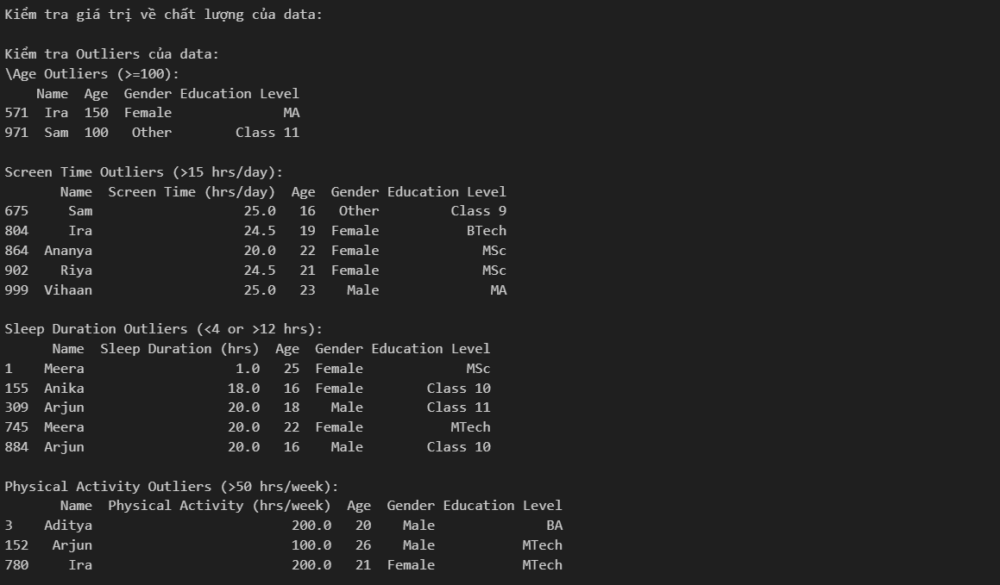 Kiểm tra giá trị về chất lượng của data:
Kiểm tra Outliers của data:
\Age Outliers (>=100):
    Name  Age  Gender Education Level
571  Ira  150  Female              MA
971  Sam  100   Other        Class 11
Screen Time Outliers (>15 hrs/day):
       Name  Screen Time (hrs/day)  Age  Gender Education Level
675     Sam                   25.0   16   Other         Class 9
804     Ira                   24.5   19  Female           BTech
864  Ananya                   20.0   22  Female             MSc
902    Riya                   24.5   21  Female             MSc
999  Vihaan                   25.0   23    Male              MA
Sleep Duration Outliers (<4 or >12 hrs):
      Name  Sleep Duration (hrs)  Age  Gender Education Level
1    Meera                   1.0   25  Female             MSc
155  Anika                  18.0   16  Female        Class 10
309  Arjun                  20.0   18    Male        Class 11
745  Meera                  20.0   22  Female           MTech
884  Arjun                  20.0   16    Male        Class 10
Physical Activity Outliers (>50 hrs/week):
       Name  Physical Activity (hrs/week)  Age  Gender Education Level
3    Aditya                         200.0   20    Male              BA
152   Arjun                         100.0   26    Male           MTech
780     Ira                         200.0   21  Female           MTech